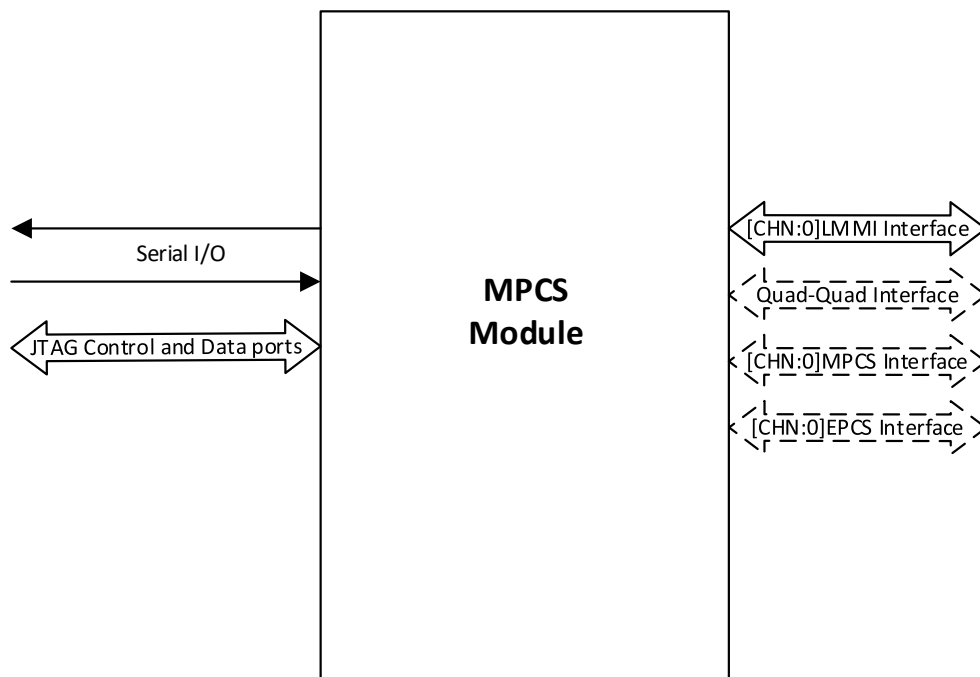 Serial I/O
JTAG Control and Data ports
MPCS
Module
[CHN:0]LMMI Interface
Quad-Quad Interface
[CHN:0]MPCS Interface
[CHN:0]EPCS Interface